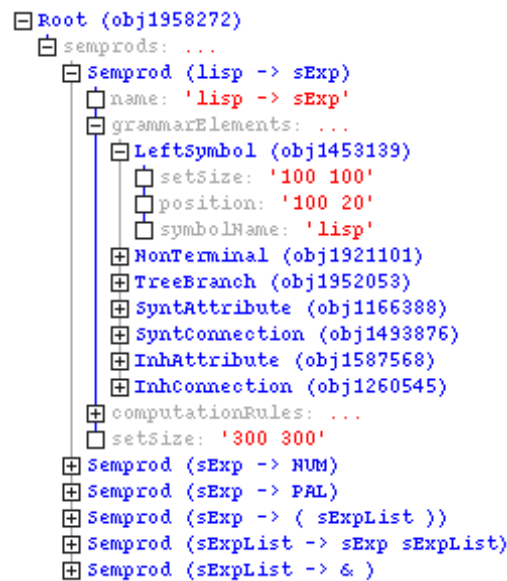 Root (obj1958272)
semprods: ...
Semprod (lisp -> sExp)
name: 'lisp -> sExp'
grammarElements: ...
LeftSymbol (obj1453139)
setSize: '100 100'
position: '100 20'
symbolName: 'lisp'
NonTerminal (obj1921101)
TreeBranch (obj1952053)
SyntAttribute (obj1166388)
SyntConnection (obj1493876)
InhAttribute (obj1587568)
InhConnection (obj1260545)
computationRules: ...
setSize: '300 300'
Semprod (sExp -> NUM)
Semprod (sExp -> PAL)
Semprod (sExp -> ( sExpList ))
Semprod (sExpList -> sExp sExpList)
Semprod (sExpList -> & )